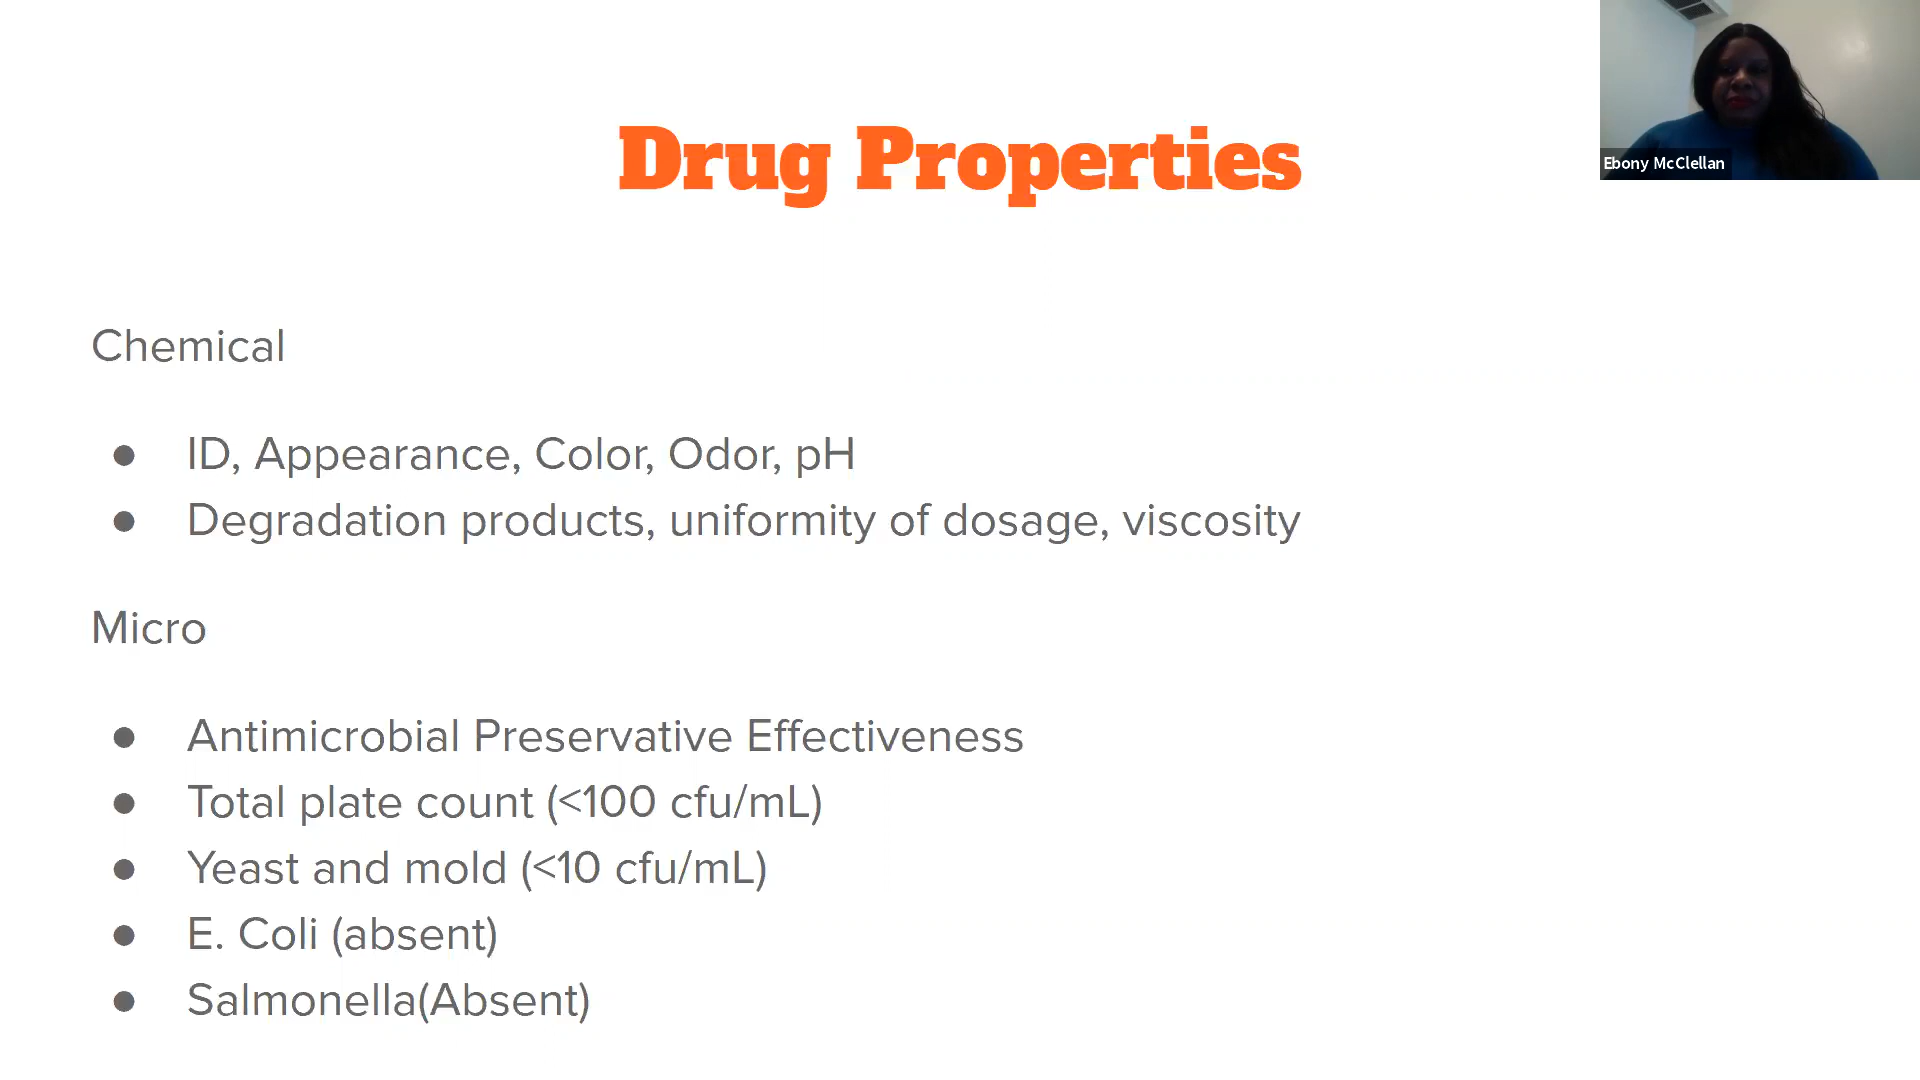 Drug Properties
Ebony McClellan
Chemical
● ID, Appearance, Color, Odor, pH
● Degradation products, uniformity of dosage, viscosity
Micro
● Antimicrobial Preservative Effectiveness
● Total plate count (<100 cfu/mL)
● Yeast and mold (<10 cfu/mL)
● E. Coli (absent)
● Salmonella(Absent)